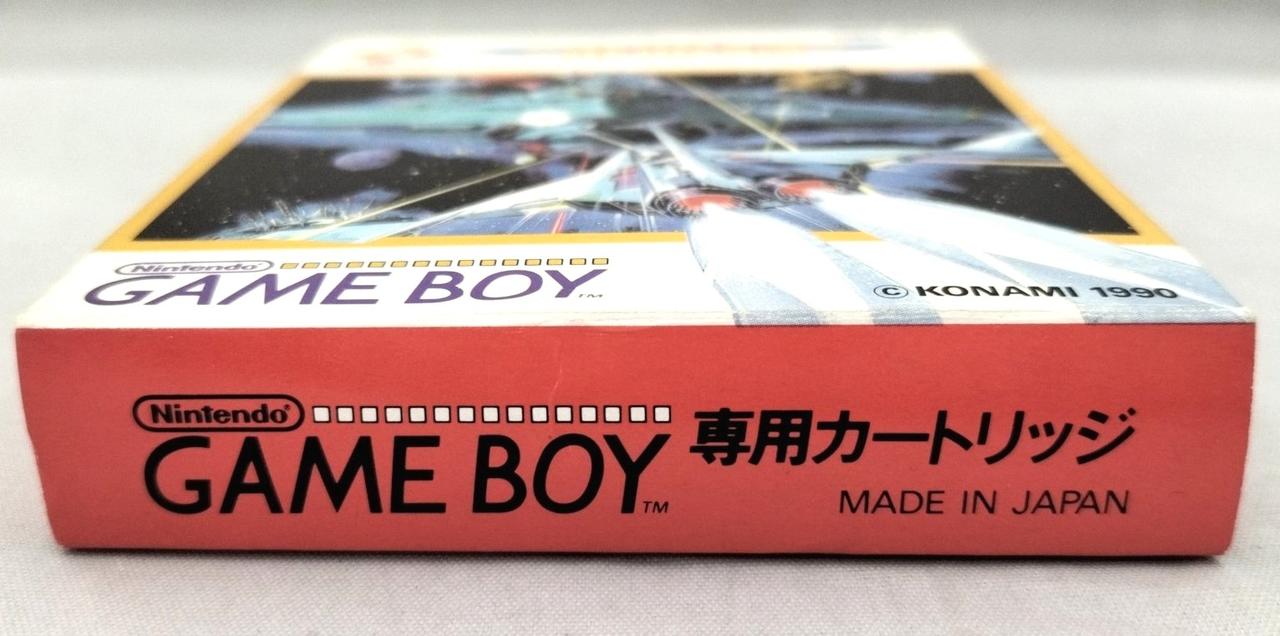 Nintendo
GAME BOY™
© KONAMI 1990
Nintendo®
GAME BOY™
専用カートリッジ
MADE IN JAPAN